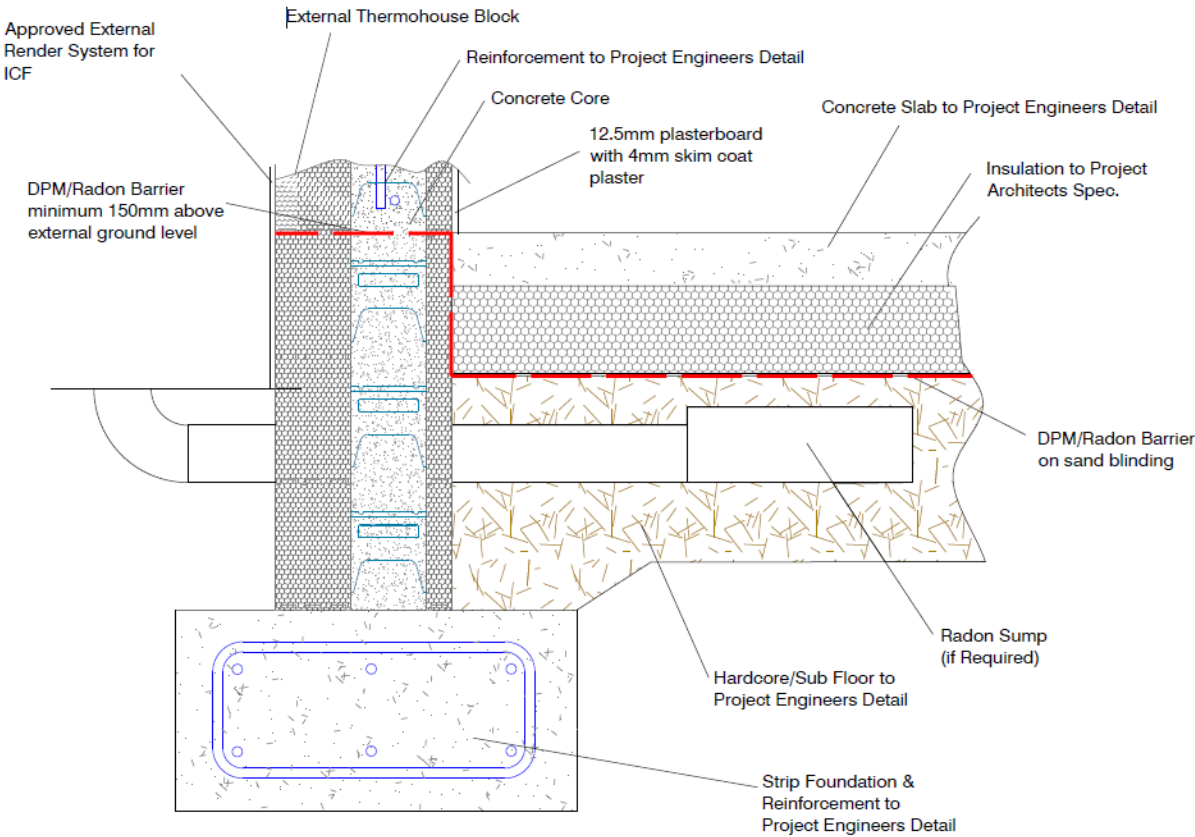 External Thermohouse Block
Approved External
Render System for
ICF
Reinforcement to Project Engineers Detail
Concrete Core
Concrete Slab to Project Engineers Detail
12.5mm plasterboard
with 4mm skim coat
plaster
Insulation to Project
Architects Spec.
DPM/Radon Barrier
minimum 150mm above
external ground level
DPM/Radon Barrier
on sand blinding
Radon Sump
(if Required)
Hardcore/Sub Floor to
Project Engineers Detail
Strip Foundation &
Reinforcement to
Project Engineers Detail